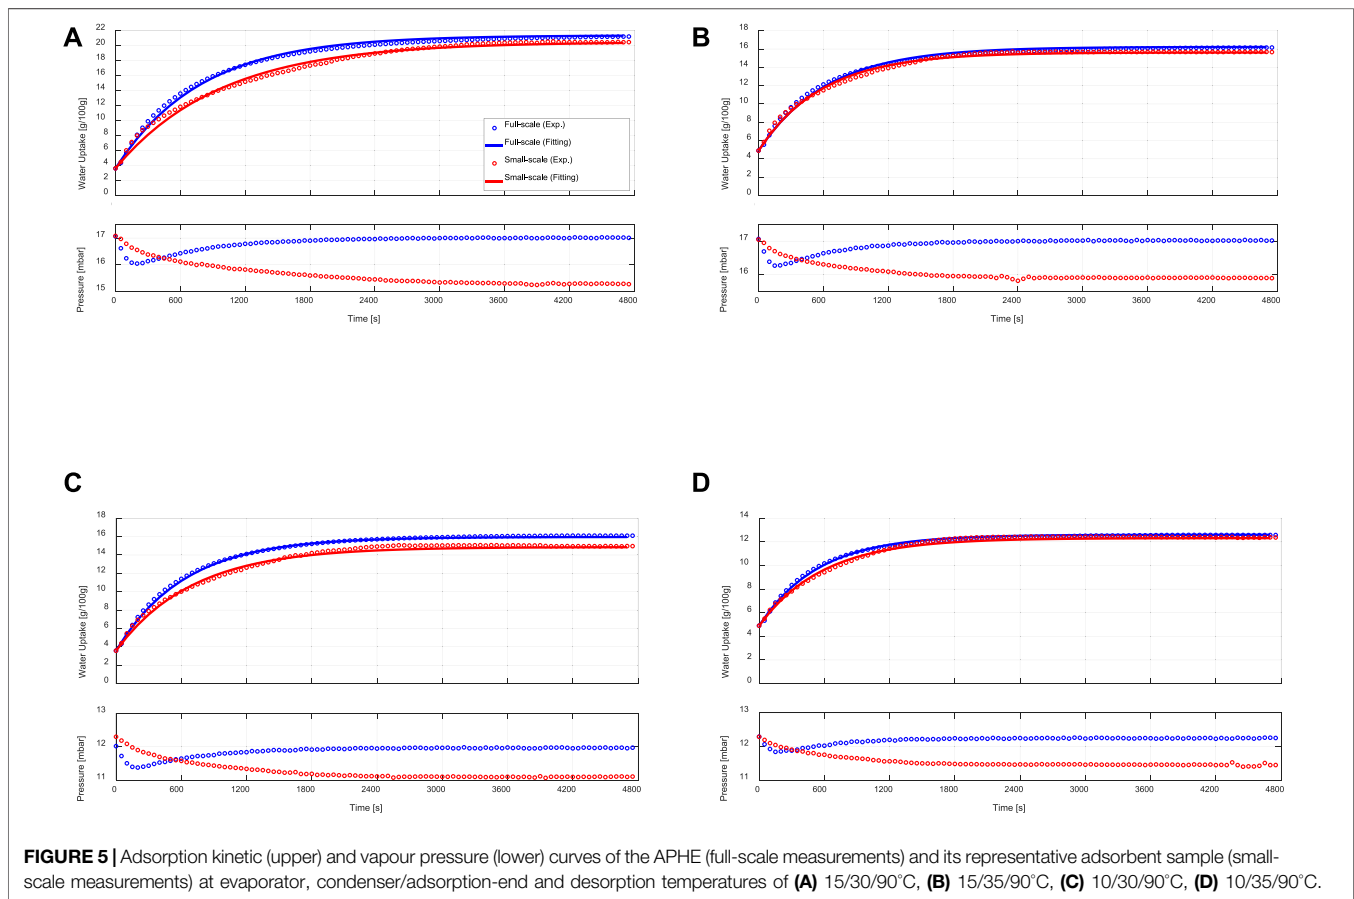 A
22
20
18
16
14
12
10
8
6
4
2
0
Water Uptake [g/100g]
Full-scale (Exp.)
Full-scale (Fitting)
Small-scale (Exp.)
Small-scale (Fitting)
17
16
15
Pressure [mbar]
0 600 1200 1800 2400 3000 3600 4200 4800
Time [s]
B
18
16
14
12
10
8
6
4
2
0
Water Uptake [g/100g]
17
16
Pressure [mbar]
0 600 1200 1800 2400 3000 3600 4200 4800
Time [s]
C
18
16
14
12
10
8
6
4
2
0
Water Uptake [g/100g]
13
12
11
Pressure [mbar]
0 600 1200 1800 2400 3000 3600 4200 4800
Time [s]
D
14
12
10
8
6
4
2
0
Water Uptake [g/100g]
13
12
11
Pressure [mbar]
0 600 1200 1800 2400 3000 3600 4200 4800
Time [s]
FIGURE 5 | Adsorption kinetic (upper) and vapour pressure (lower) curves of the APHE (full-scale measurements) and its representative adsorbent sample (small-
scale measurements) at evaporator, condenser/adsorption-end and desorption temperatures of (A) 15/30/90°C, (B) 15/35/90°C, (C) 10/30/90°C, (D) 10/35/90°C.